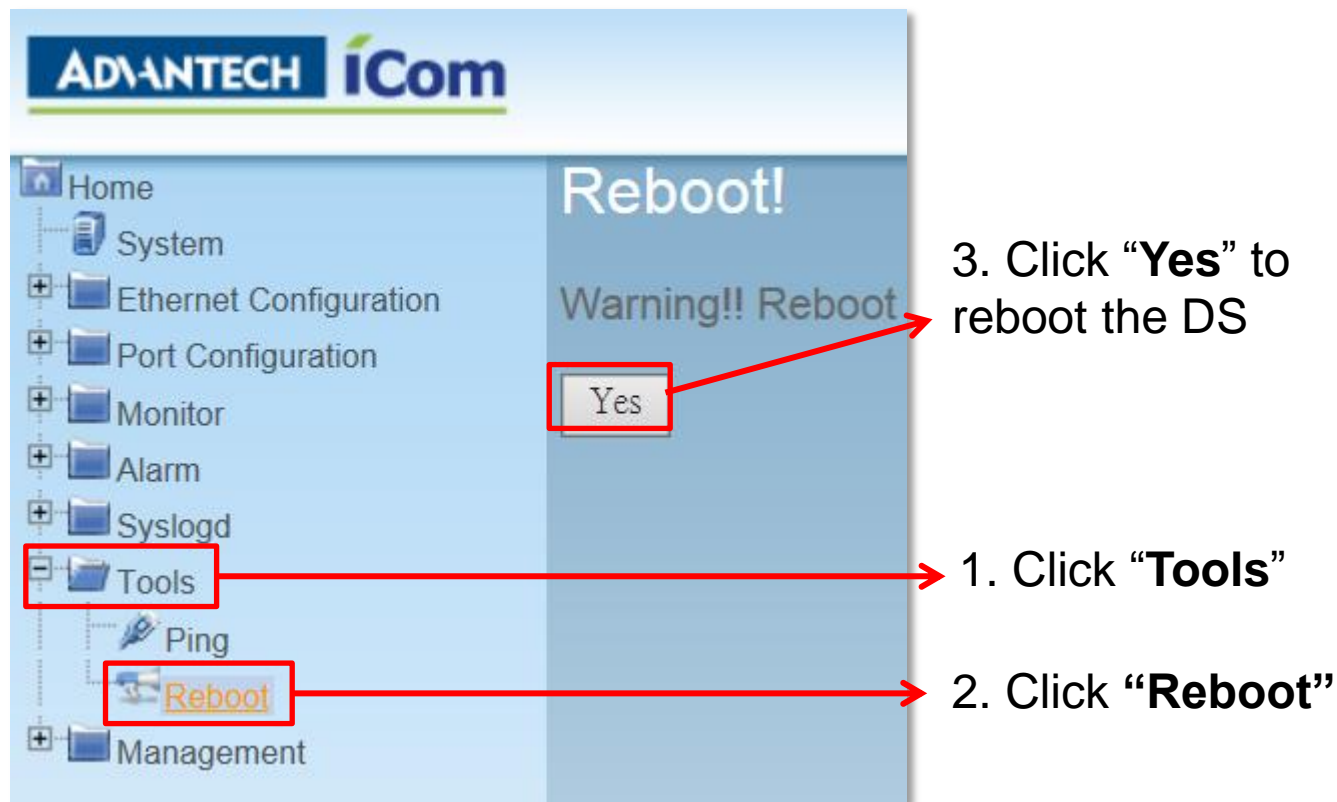 ADVANTECH iCom
Home
System
Ethernet Configuration
Port Configuration
Monitor
Alarm
Syslogd
Tools
Ping
Reboot
Management
Reboot!
Warning!! Reboot
Yes
3. Click “Yes” to
reboot the DS
1. Click “Tools”
2. Click “Reboot”